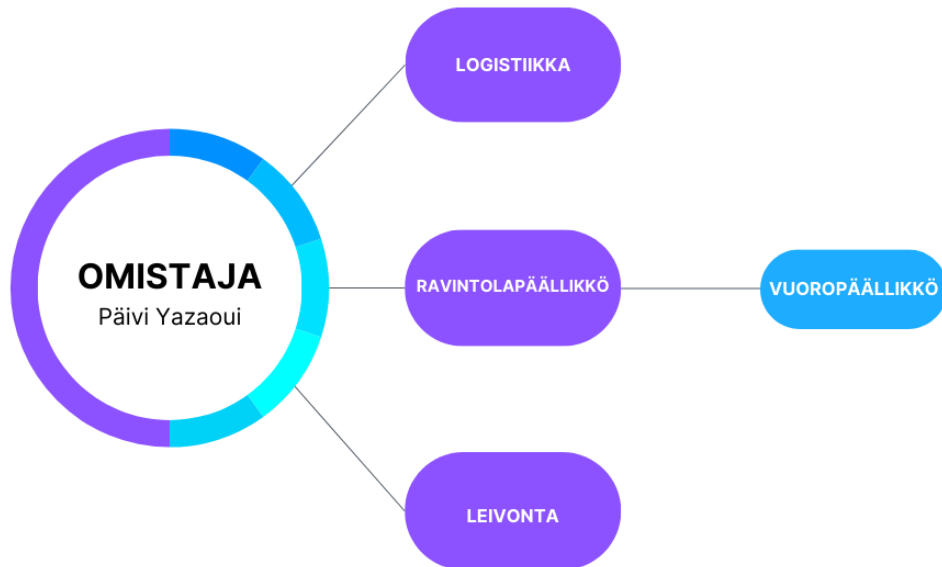 LOGISTIIKKA
OMISTAJA
Päivi Yazaoui
RAVINTOLAPÄÄLLIKKÖ
VUOROPÄÄLLIKKÖ
LEIVONTA